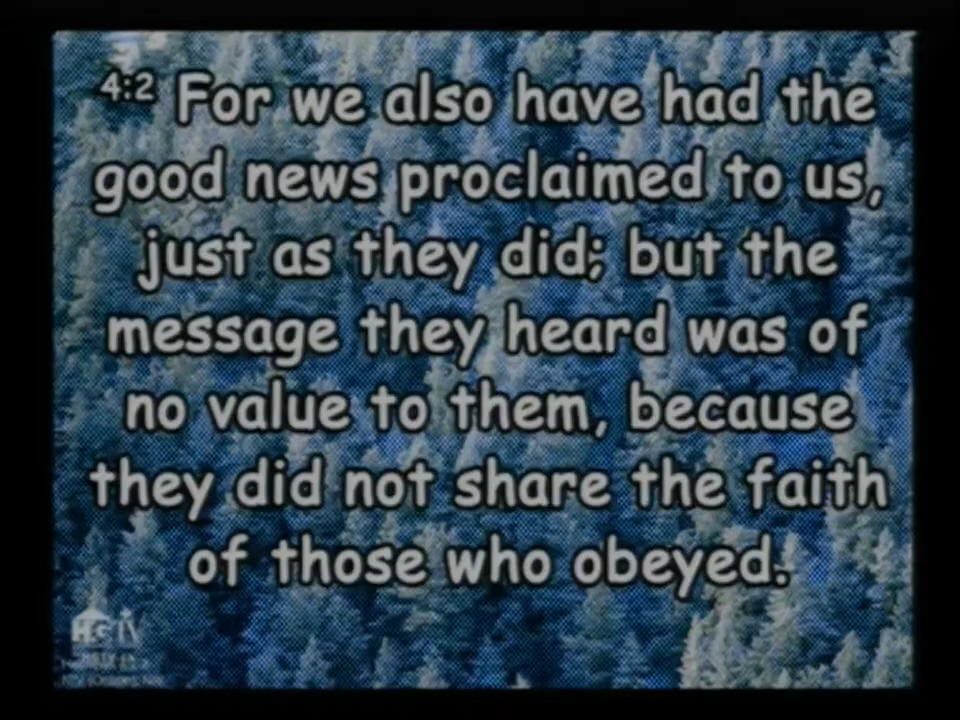 4:2 For we also have had the
good news proclaimed to us,
just as they did; but the
message they heard was of
no value to them, because
they did not share the faith
of those who obeyed.